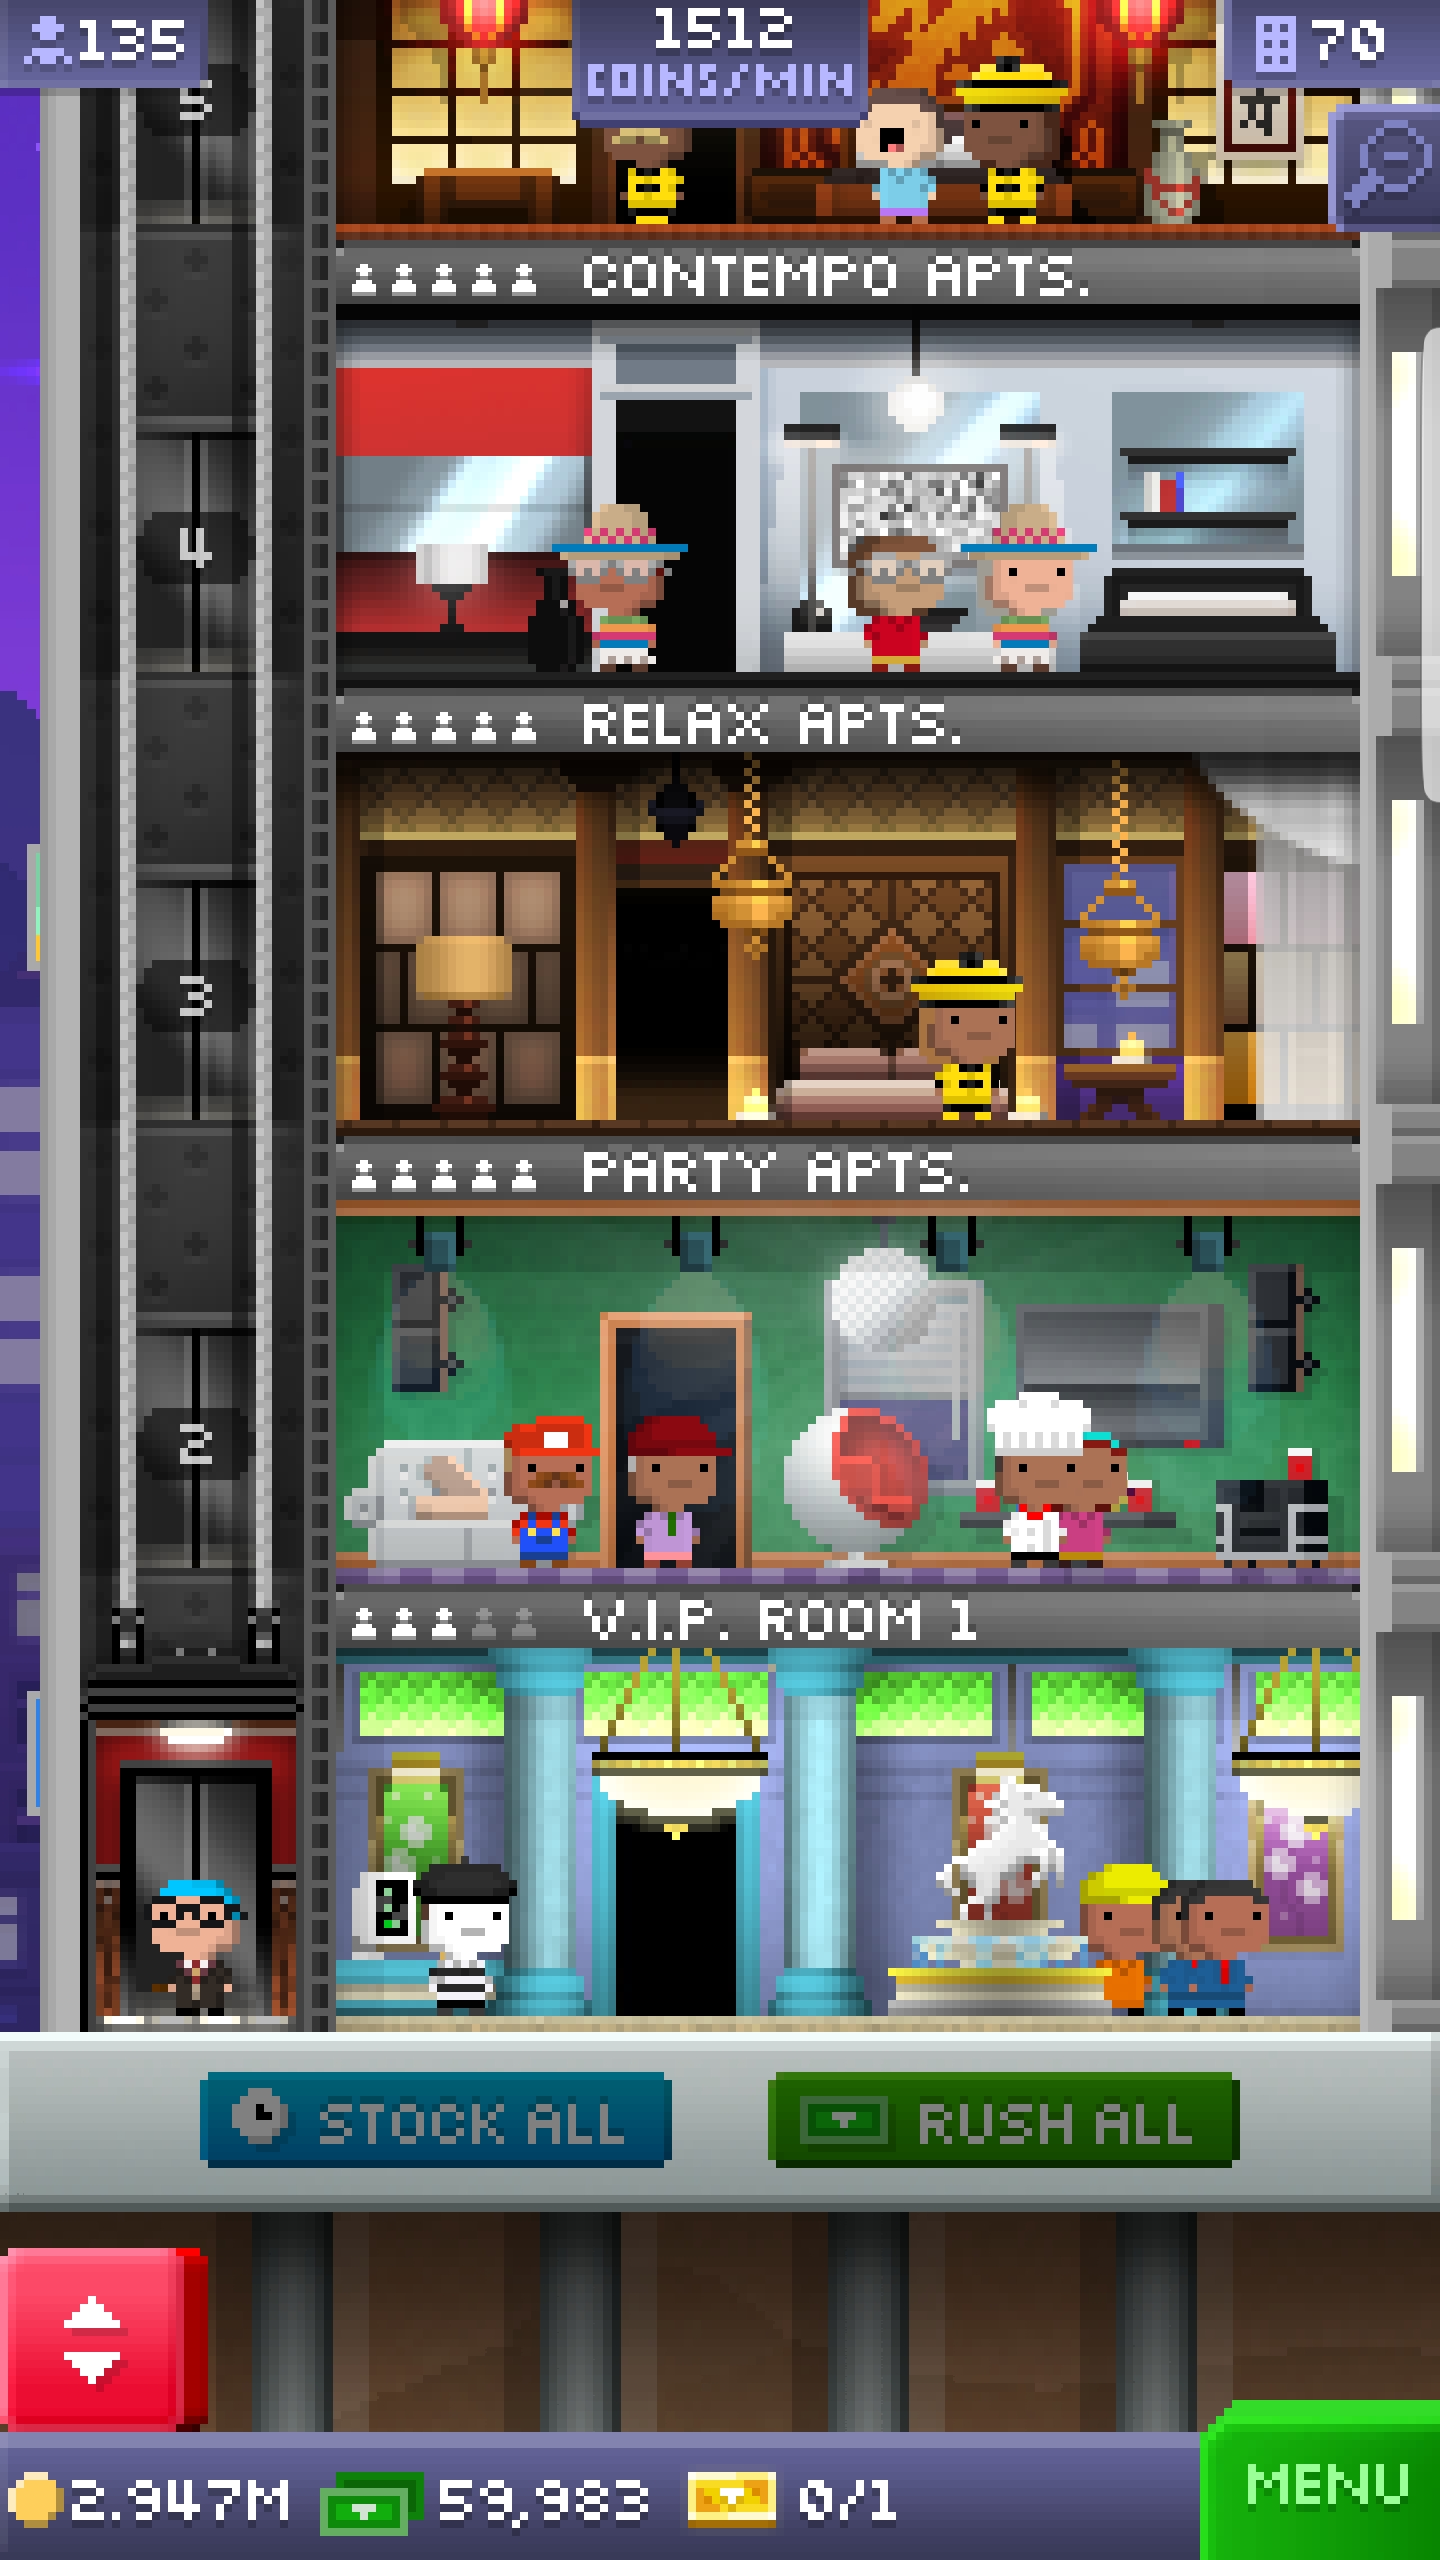 135
1512
COINS/MIN
70
5
CONTEMPO APTS.
4
RELAX APTS.
3
PARTY APTS.
2
V.I.P. ROOM 1
STOCK ALL
RUSH ALL
2.947M
59,983
0/1
MENU